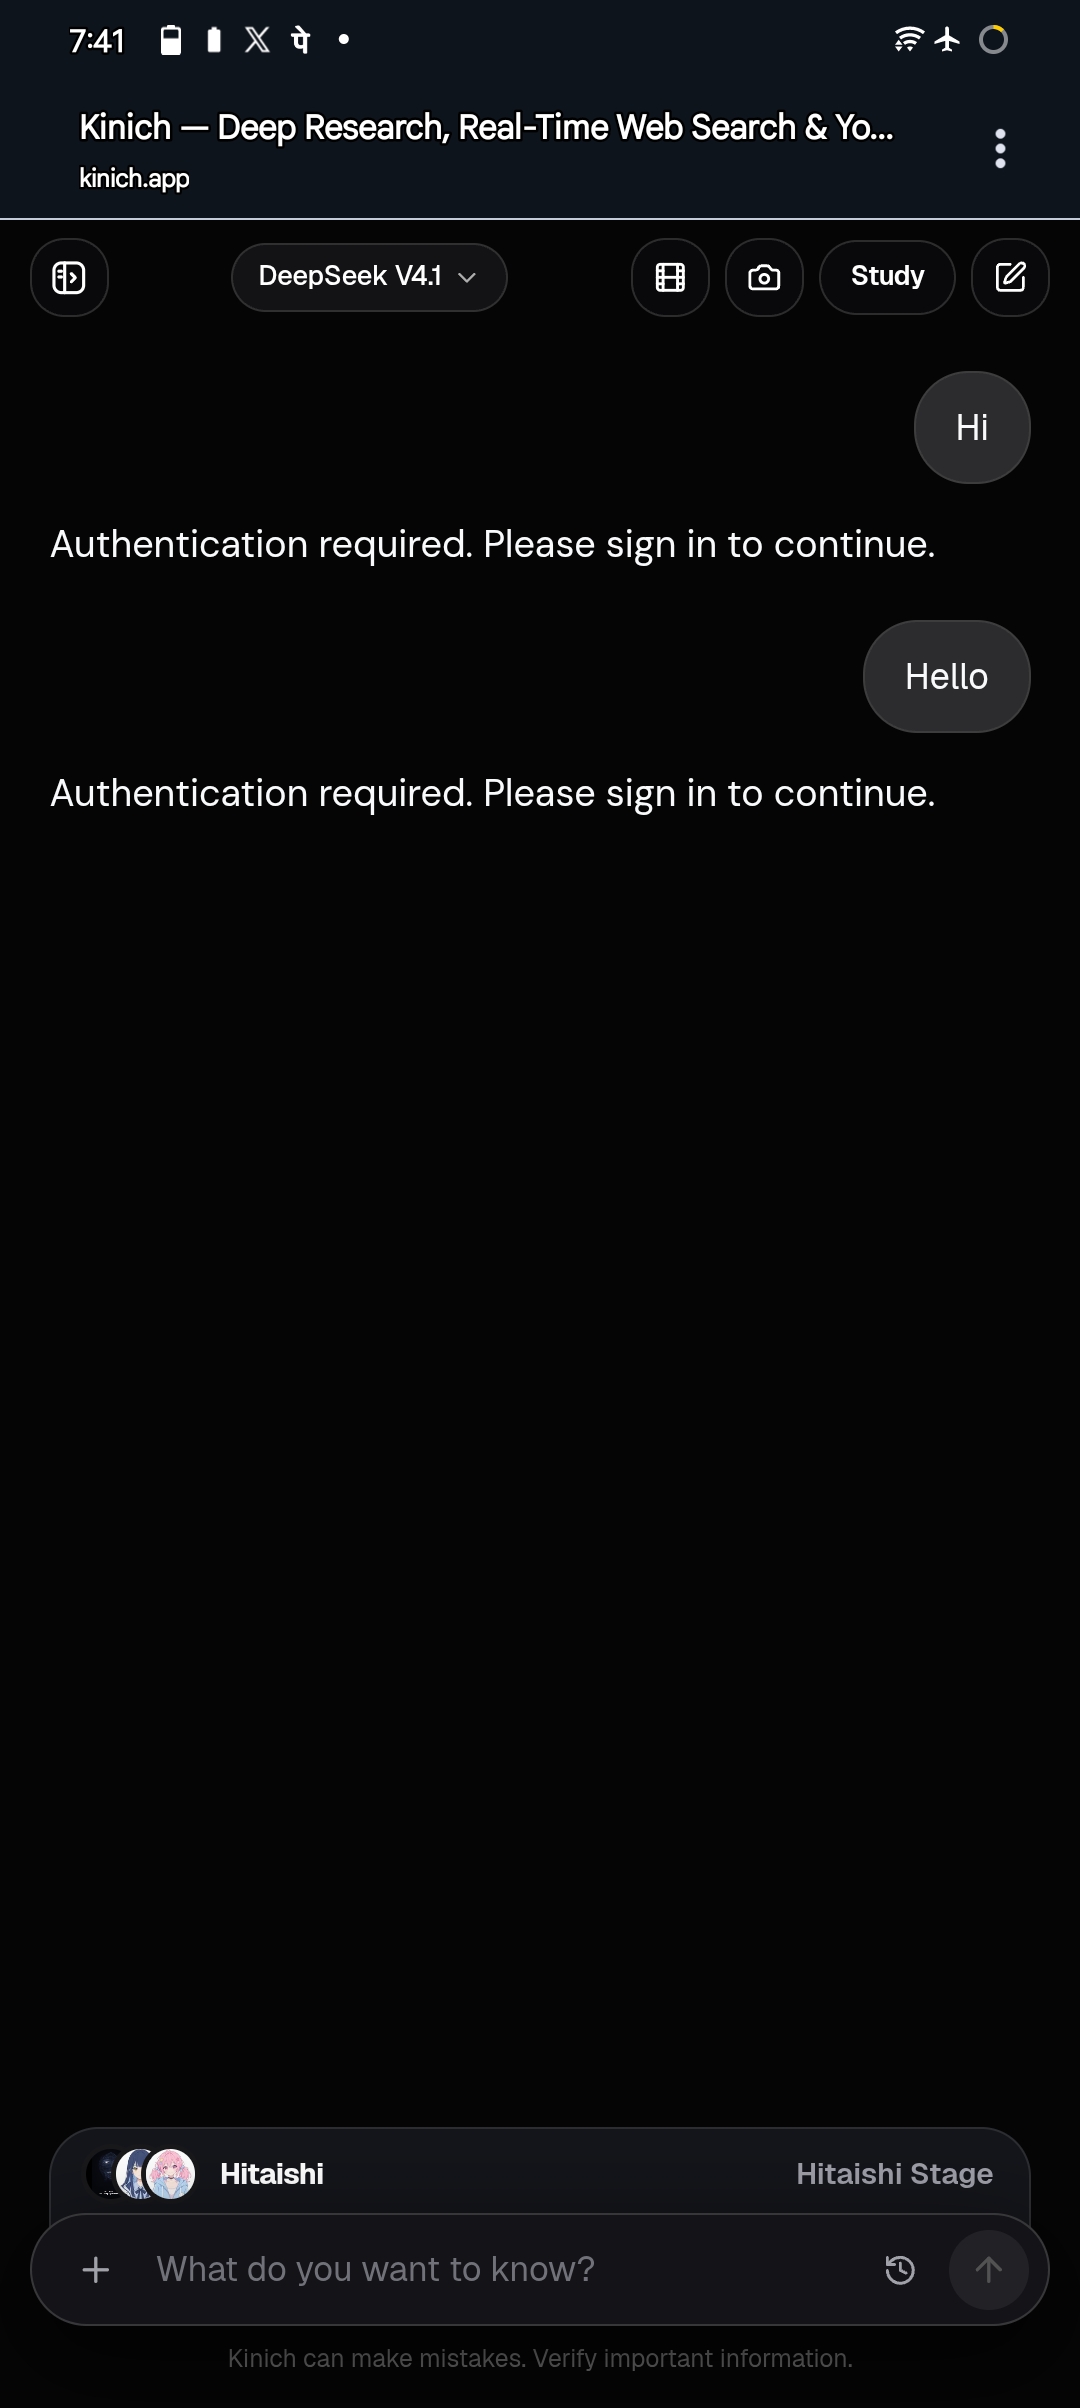 7:41 पे
Kinich — Deep Research, Real-Time Web Search & Yo...
kinich.app
DeepSeek V4.1
Study
Hi
Authentication required. Please sign in to continue.
Hello
Authentication required. Please sign in to continue.
Hitaishi
Hitaishi Stage
What do you want to know?
Kinich can make mistakes. Verify important information.